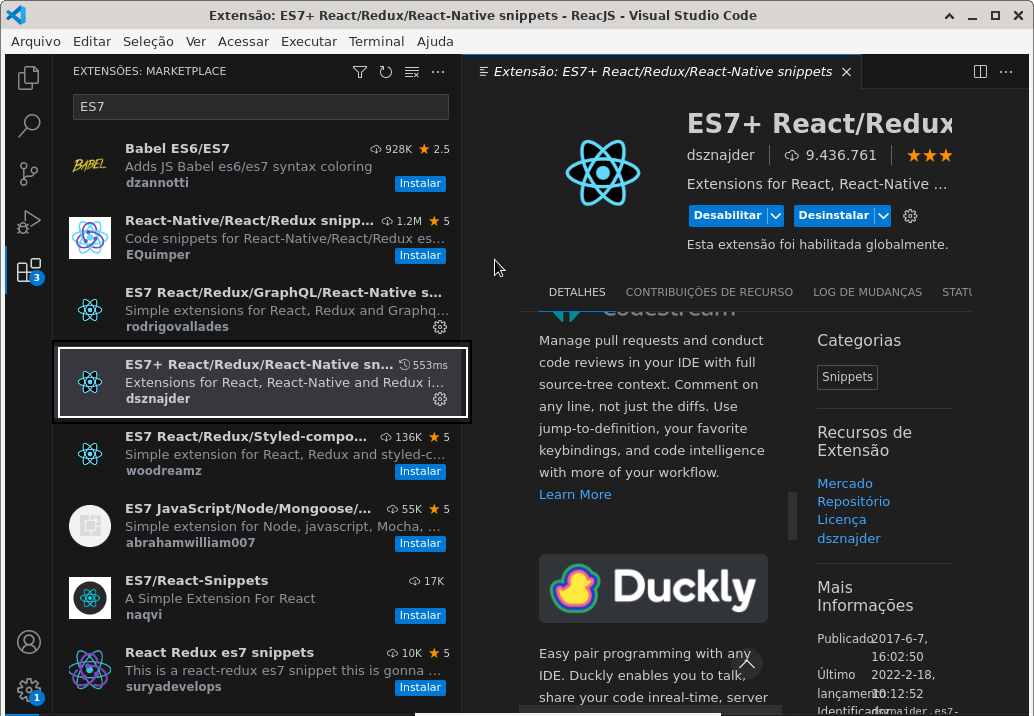 Extensão: ES7+ React/Redux/React-Native snippets - ReacJS - Visual Studio Code
Arquivo Editar Seleção Ver Acessar Executar Terminal Ajuda
EXTENSÕES: MARKETPLACE
ES7
Babel ES6/ES7 928K 2.5
Adds JS Babel es6/es7 syntax coloring
dzannotti Instalar
BABEL
React-Native/React/Redux snipp... 1.2M 5
Code snippets for React-Native/React/Redux es...
EQuimper Instalar
ES7 React/Redux/GraphQL/React-Native s...
Simple extensions for React, Redux and Graphq...
rodrigovallades
ES7+ React/Redux/React-Native sn... 553ms
Extensions for React, React-Native and Redux i...
dsznajder
ES7 React/Redux/Styled-compo... 136K 5
Simple extension for React, Redux and styled-c...
woodreamz Instalar
ES7 JavaScript/Node/Mongoose/... 55K 5
Simple extension for Node, javascript, Mocha, ...
abrahamwilliam007 Instalar
ES7/React-Snippets 17K
A Simple Extension For React
naqvi Instalar
React Redux es7 snippets 10K 5
This is a react-redux es7 snippet this is gonna ...
suryadevelops Instalar
3
1
Extensão: ES7+ React/Redux/React-Native snippets
ES7+ React/Redux
dsznajder 9.436.761
Extensions for React, React-Native ...
Desabilitar Desinstalar
Esta extensão foi habilitada globalmente.
DETALHES CONTRIBUIÇÕES DE RECURSO LOG DE MUDANÇAS STATU
CodeStream
Manage pull requests and conduct
code reviews in your IDE with full
source-tree context. Comment on
any line, not just the diffs. Use
jump-to-definition, your favorite
keybindings, and code intelligence
with more of your workflow.
Learn More
Duckly
Easy pair programming with any
IDE. Duckly enables you to talk,
share your code inreal-time, server
Categorias
Snippets
Recursos de
Extensão
Mercado
Repositório
Licença
dsznajder
Mais
Informações
Publicado 2017-6-7,
16:02:50
Último 2022-2-18,
lançamento 10:12:52
Identificador dsznajder.es7-